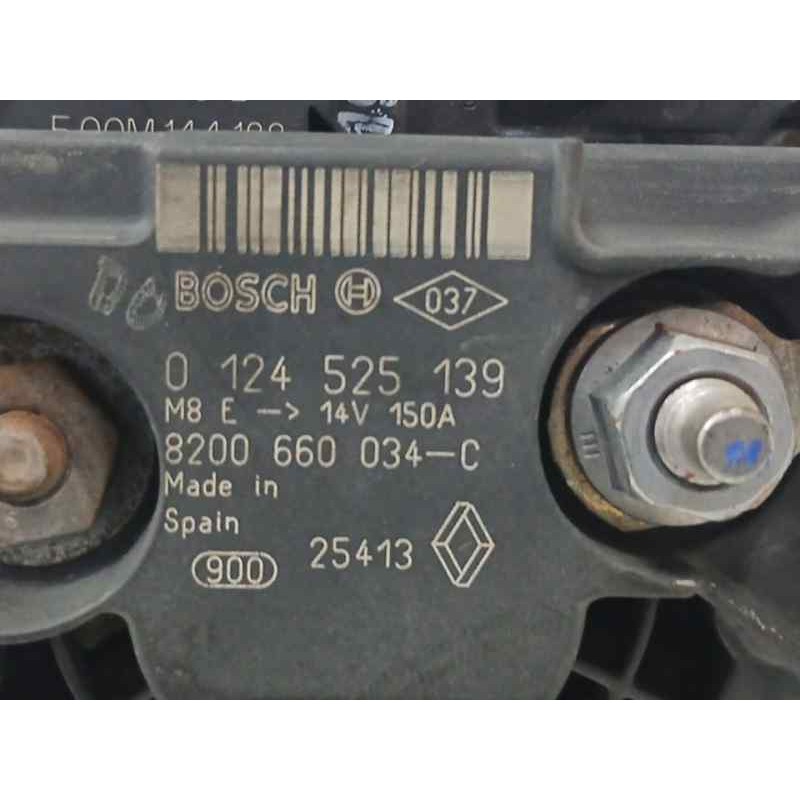 BOSCH 037
0 124 525 139
M8 E —> 14V 150A
8200 660 034-C
Made in
Spain
900 25413